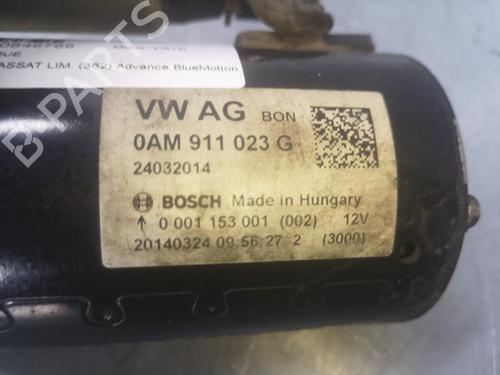 ASSAT LIM. (362) Advance BlueMotion
VW AG BON
0AM 911 023 G
24032014
BOSCH Made in Hungary
↑ 0 001 153 001 (002) 12V
20140324 09:56:27 2 (3000)
B-PARTS